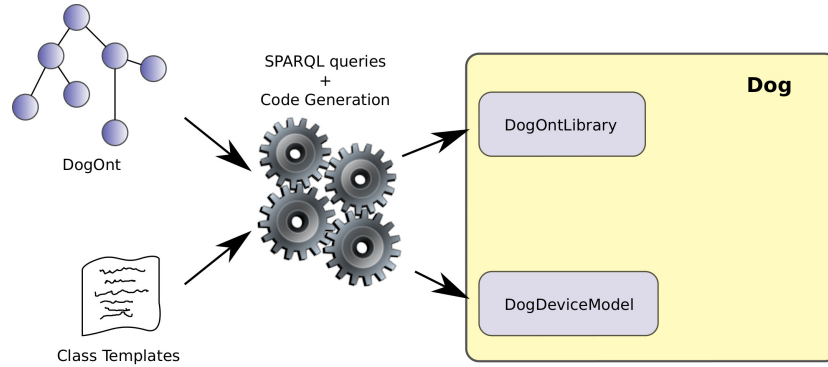 SPARQL queries
+
Code Generation
Dog
DogOntLibrary
DogOnt
DogDeviceModel
Class Templates